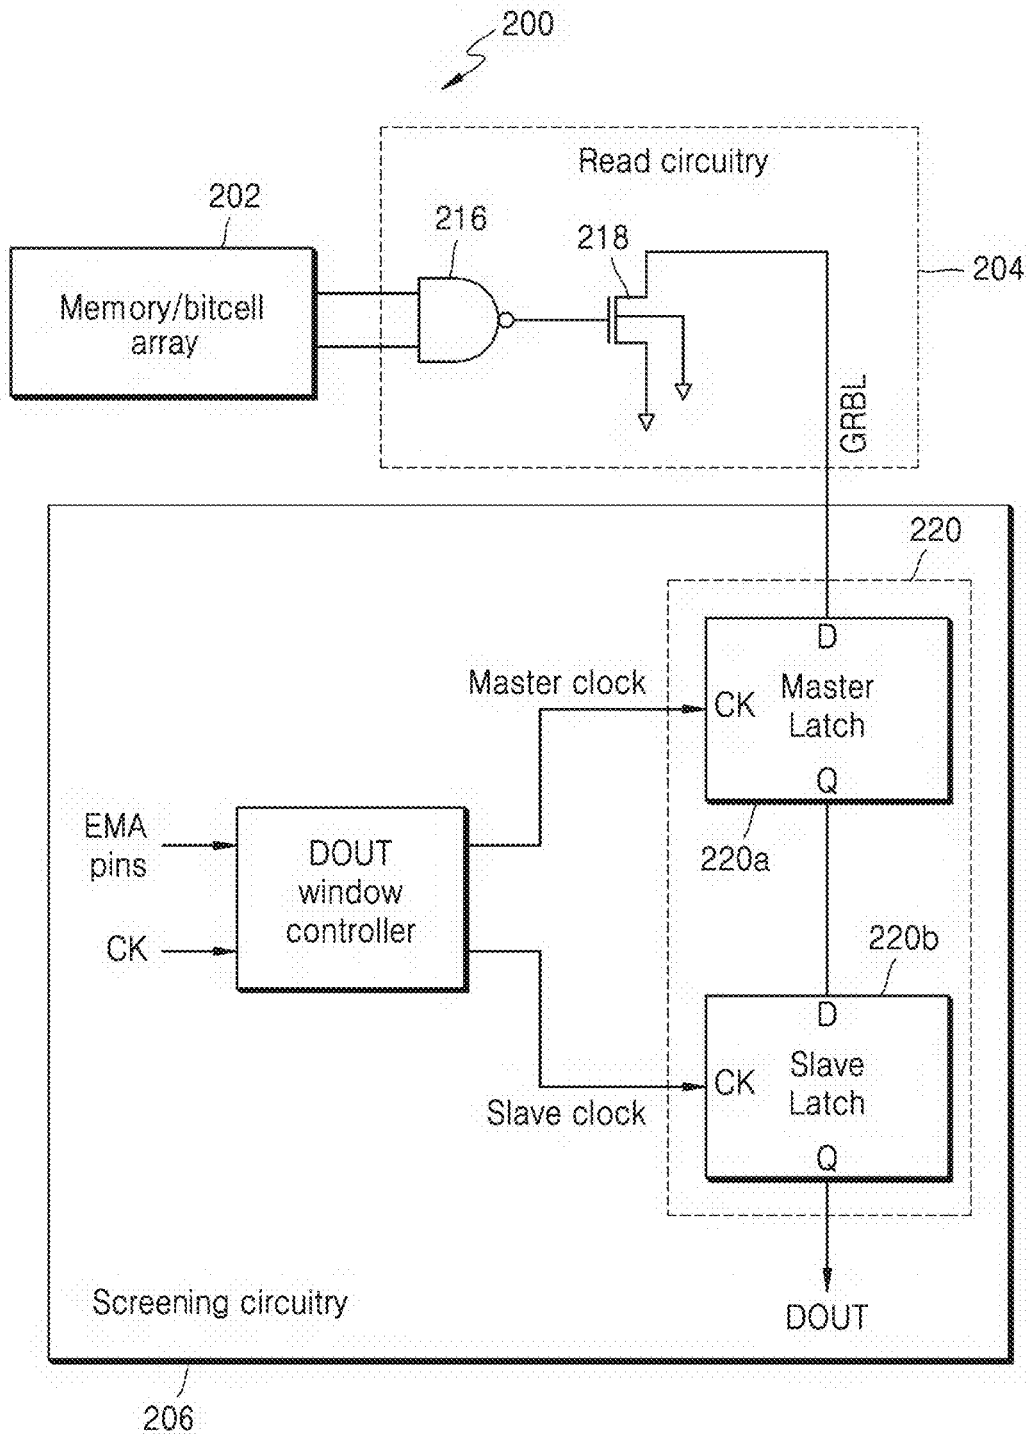 200
Read circuitry
202
216
218
204
Memory/bitcell
array
GRBL
220
D
Master clock
CK
Master
Latch
Q
EMA
pins
DOUT
window
controller
220a
CK
220b
D
Slave
Latch
CK
Slave clock
Q
Screening circuitry
DOUT
206